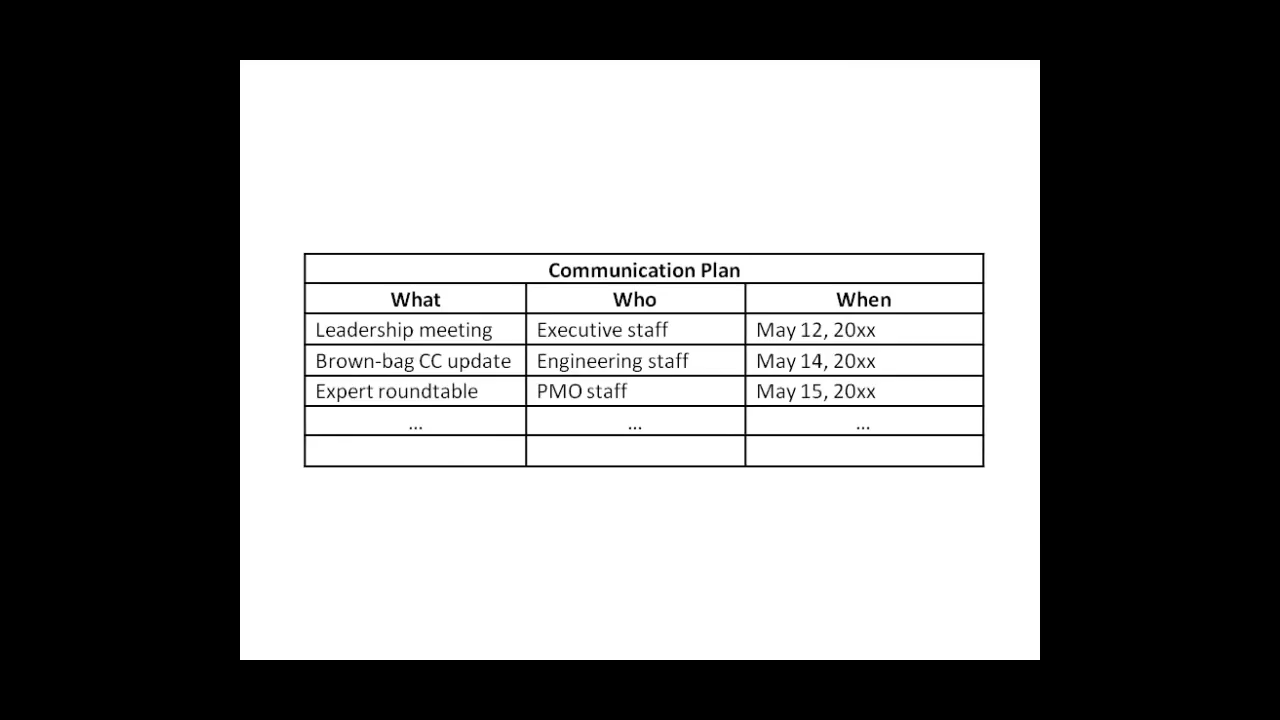 Communication Plan
What Who When
Leadership meeting Executive staff May 12, 20xx
Brown-bag CC update Engineering staff May 14, 20xx
Expert roundtable PMO staff May 15, 20xx
... ... ...